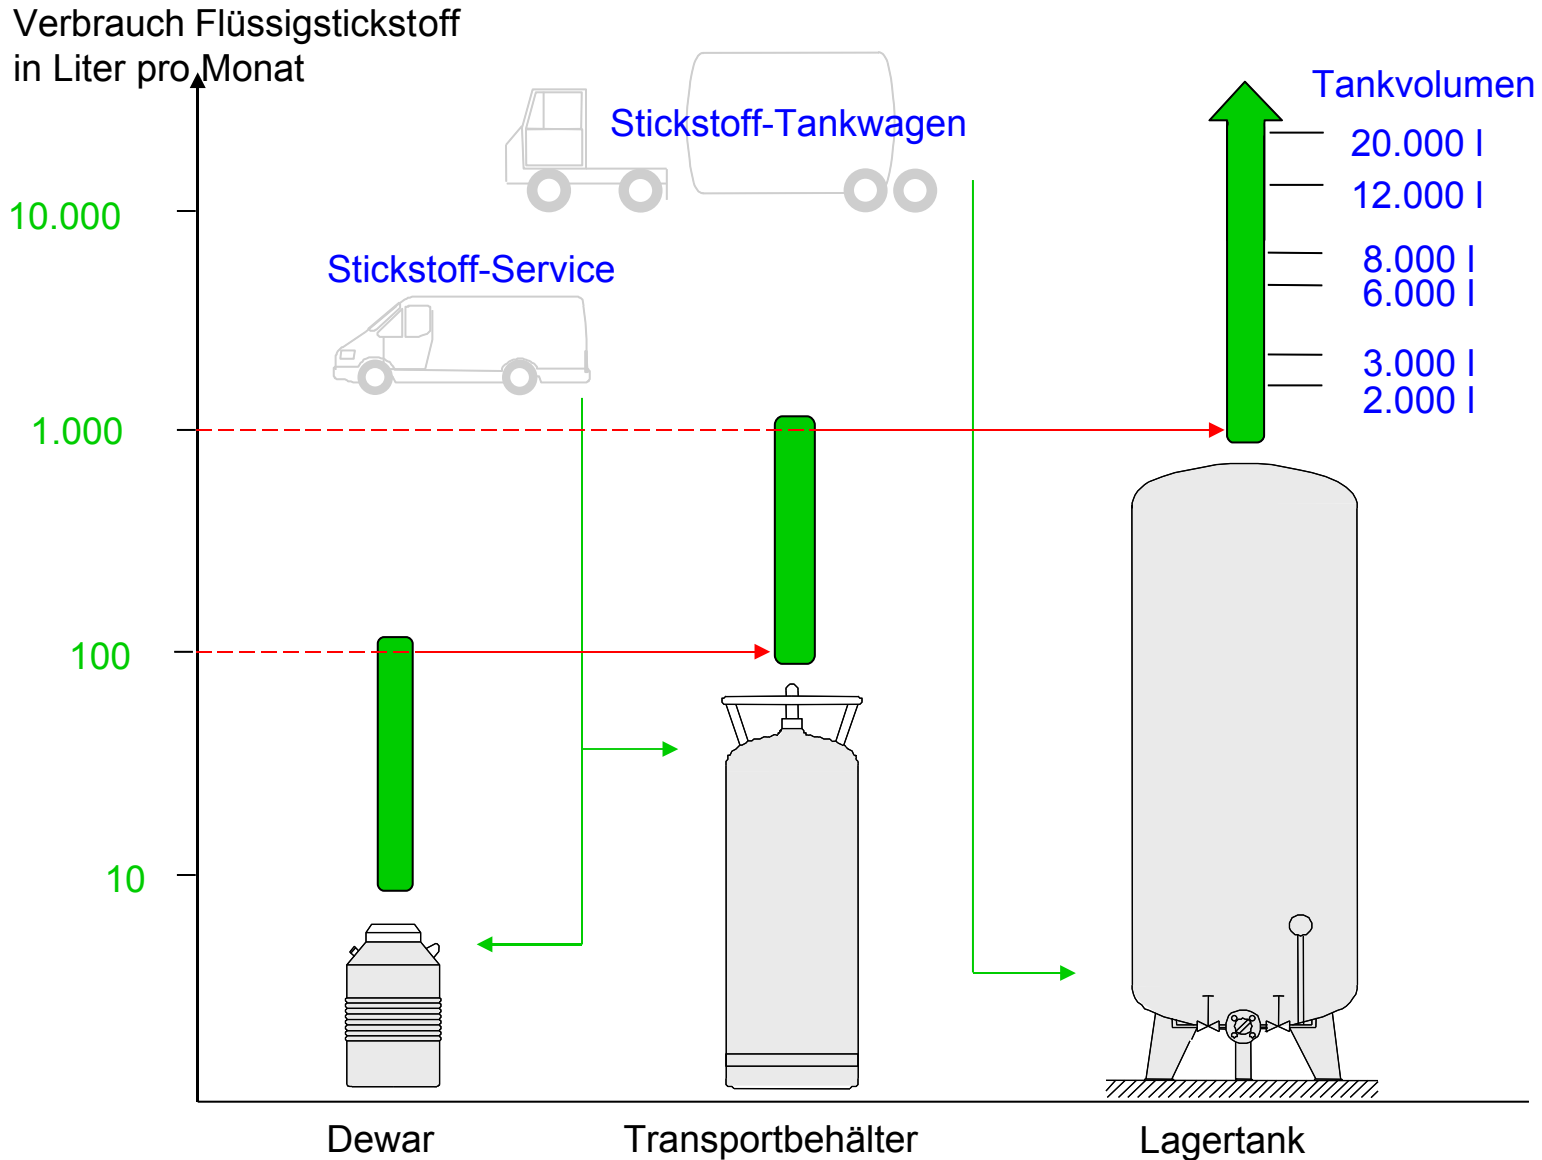 Verbrauch Flüssigstickstoff
in Liter pro Monat
Tankvolumen
Stickstoff-Tankwagen
20.000 l
12.000 l
10.000
Stickstoff-Service
8.000 l
6.000 l
3.000 l
2.000 l
1.000
100
10
Dewar
Transportbehälter
Lagertank